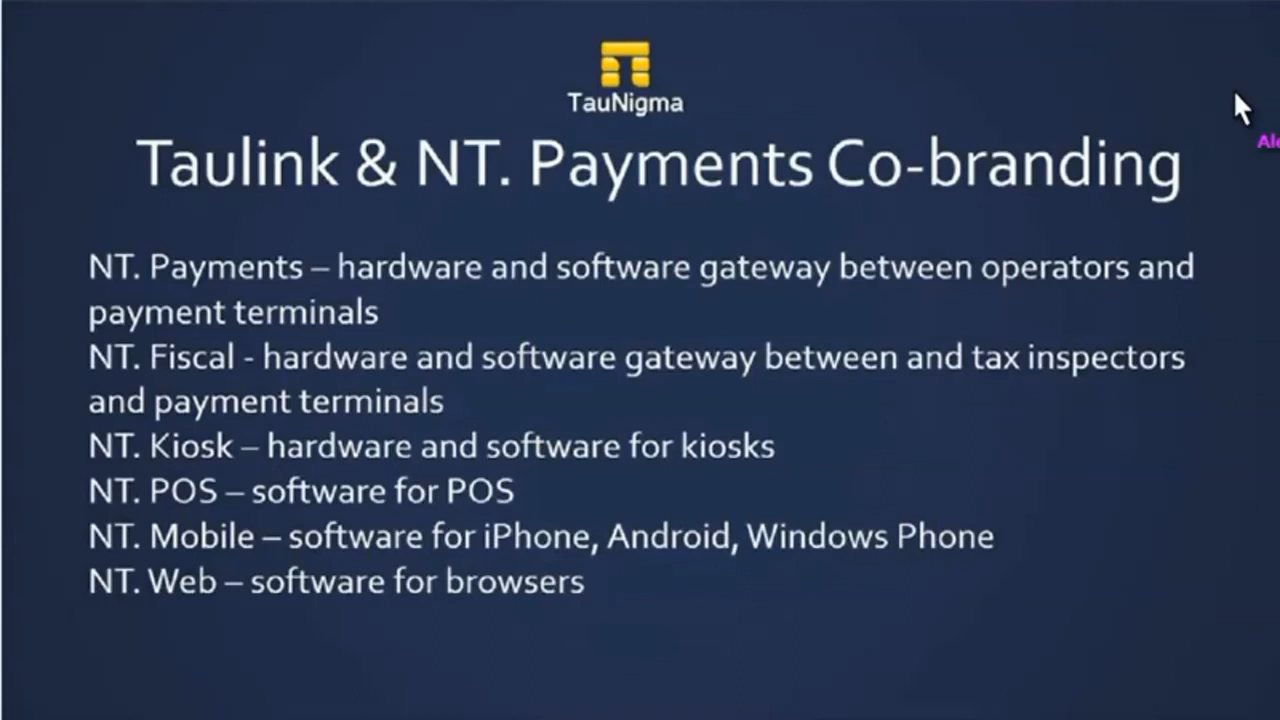 TauNigma
Taulink & NT. Payments Co-branding
NT. Payments – hardware and software gateway between operators and
payment terminals
NT. Fiscal - hardware and software gateway between and tax inspectors
and payment terminals
NT. Kiosk – hardware and software for kiosks
NT. POS – software for POS
NT. Mobile – software for iPhone, Android, Windows Phone
NT. Web – software for browsers